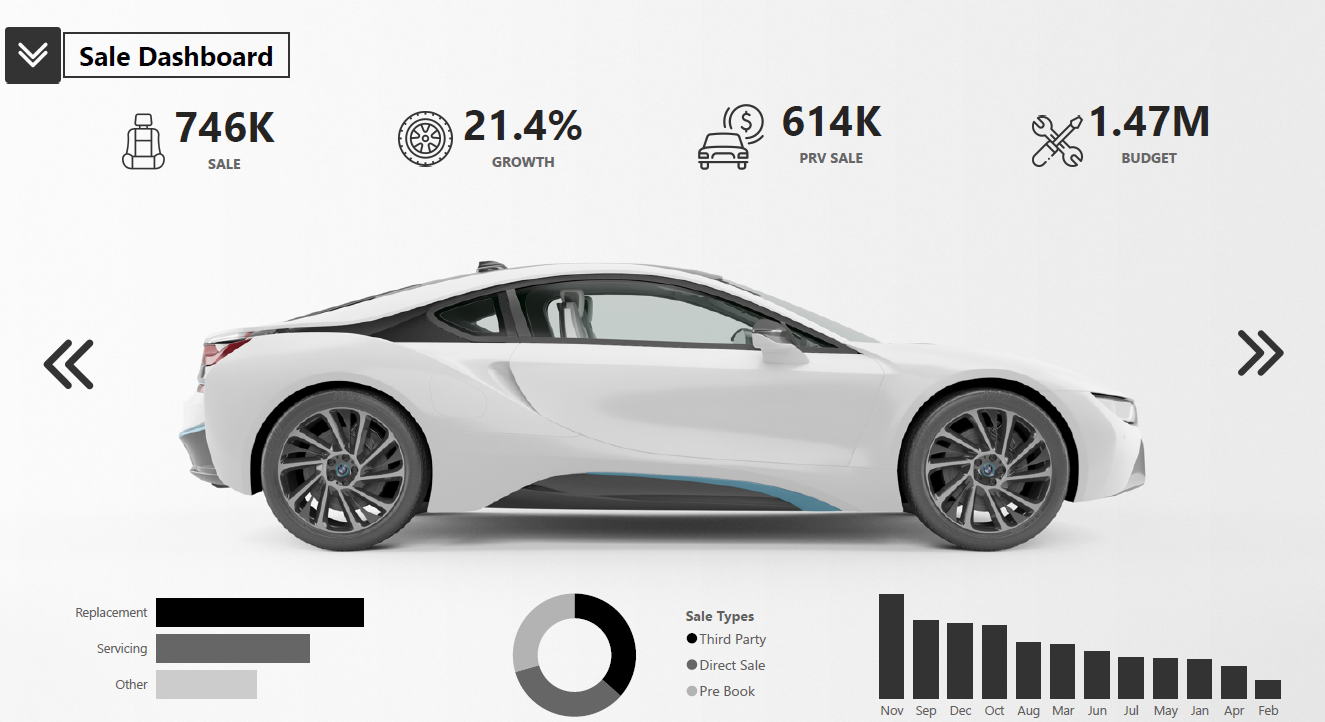 Sale Dashboard
746K
SALE
21.4%
GROWTH
614K
PRV SALE
1.47M
BUDGET
Replacement
Servicing
Other
Sale Types
Third Party
Direct Sale
Pre Book
Nov Sep Dec Oct Aug Mar Jun Jul May Jan Apr Feb